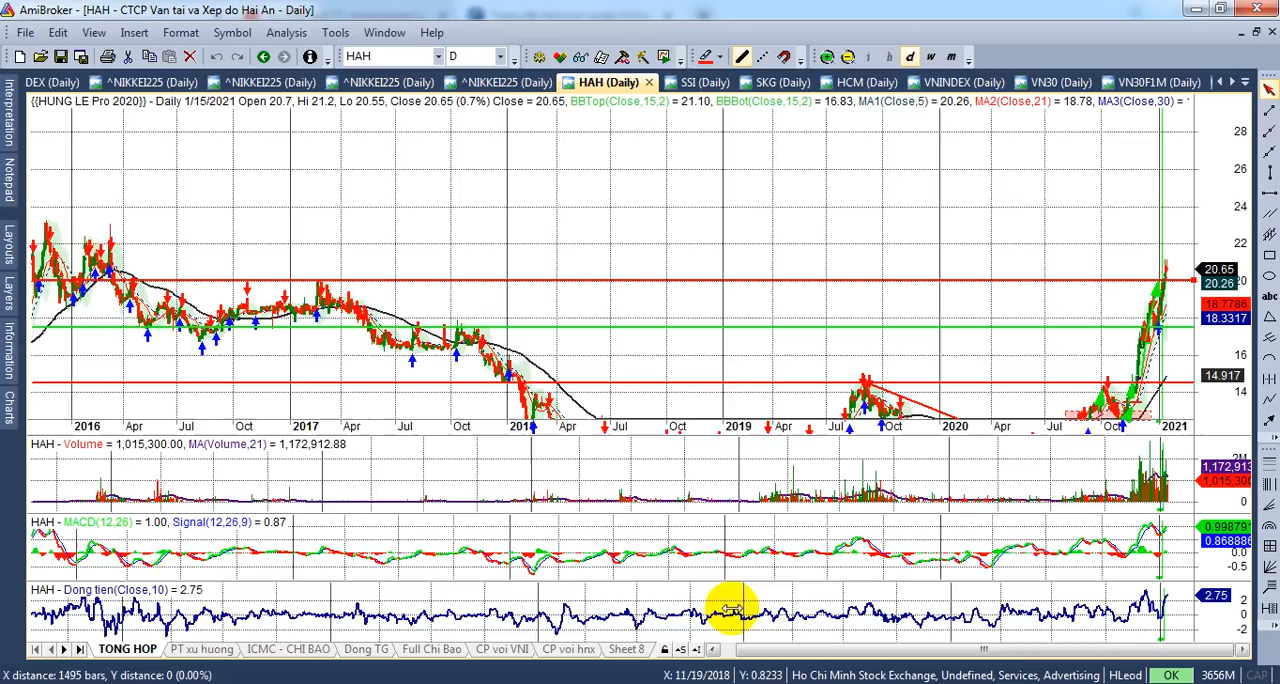 AmiBroker - [HAH - CTCP Van tai va Xep do Hai An - Daily]
File Edit View Insert Format Symbol Analysis Tools Window Help
HAH D i h d w m
DEX (Daily) ^NIKKEI225 (Daily) ^NIKKEI225 (Daily) ^NIKKEI225 (Daily) ^NIKKEI225 (Daily) HAH (Daily) SSI (Daily) SKG (Daily) HCM (Daily) VNINDEX (Daily) VN30 (Daily) VN30F1M (Daily)
{{HUNG LE Pro 2020}} - Daily 1/15/2021 Open 20.7, Hi 21.2, Lo 20.55, Close 20.65 (0.7%) Close = 20.65, BBTop(Close,15,2) = 21.10, BBBot(Close,15,2) = 16.83, MA1(Close,5) = 20.26, MA2(Close,21) = 18.78, MA3(Close,30) =
Interpretation
Notepad
Layouts
Layers
Information
Charts
abc
28
26
24
22
20.65
20
20.26
18.7786
18.3317
16
14.917
14
2016 Apr Jul Oct 2017 Apr Jul Oct 2018 Apr Jul Oct 2019 Apr Jul Oct 2020 Apr Jul Oct 2021
HAH - Volume = 1,015,300.00, MA(Volume,21) = 1,172,912.88
2M
1,172,913
1,015,300
0
HAH - MACD(12,26) = 1.00, Signal(12,26,9) = 0.87
0.998791
0.868886
0.0
-0.5
HAH - Dong tien(Close,10) = 2.75
2.75
2
0
-2
TONG HOP PT xu huong ICMC - CHI BAO Dong TG Full Chi Bao CP voi VNI CP voi hnx Sheet 8
X distance: 1495 bars, Y distance: 0 (0.00%) X: 11/19/2018 Y: 0.8233 Ho Chi Minh Stock Exchange, Undefined, Services, Advertising HLeod OK 3656M CAP